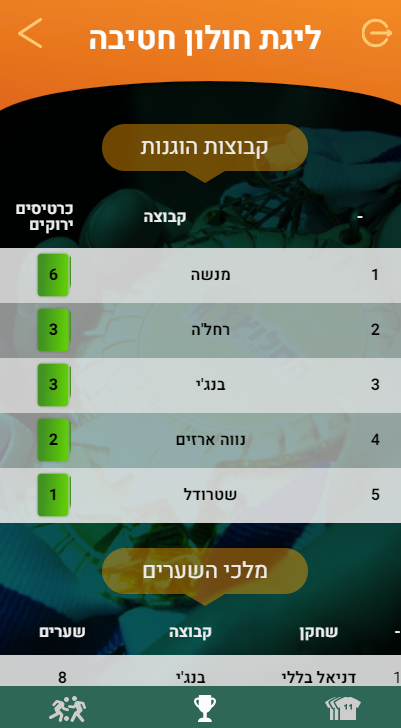 ליגת חולון חטיבה
קבוצות הוגנות
- קבוצה כרטיסים ירוקים
1 מנשה 6
2 רחל'ה 3
3 בנג'י 3
4 נווה ארזים 2
5 שטרודל 1
מלכי השערים
- שחקן קבוצה שערים
1 דניאל בללי בנג'י 8
11